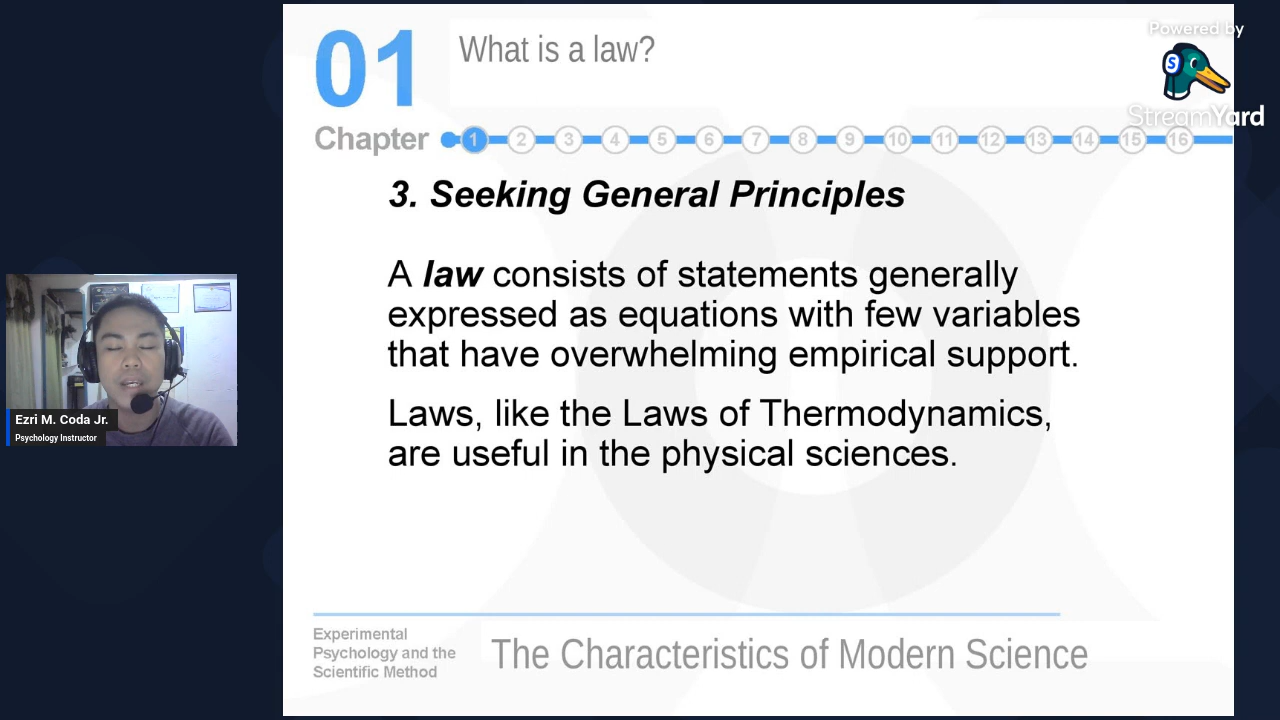 01
What is a law?
Powered by
StreamYard
Chapter 1 2 3 4 5 6 7 8 9 10 11 12 13 14 15 16
3. Seeking General Principles
A law consists of statements generally
expressed as equations with few variables
that have overwhelming empirical support.
Laws, like the Laws of Thermodynamics,
are useful in the physical sciences.
Ezri M. Coda Jr.
Psychology Instructor
Experimental
Psychology and the
Scientific Method
The Characteristics of Modern Science